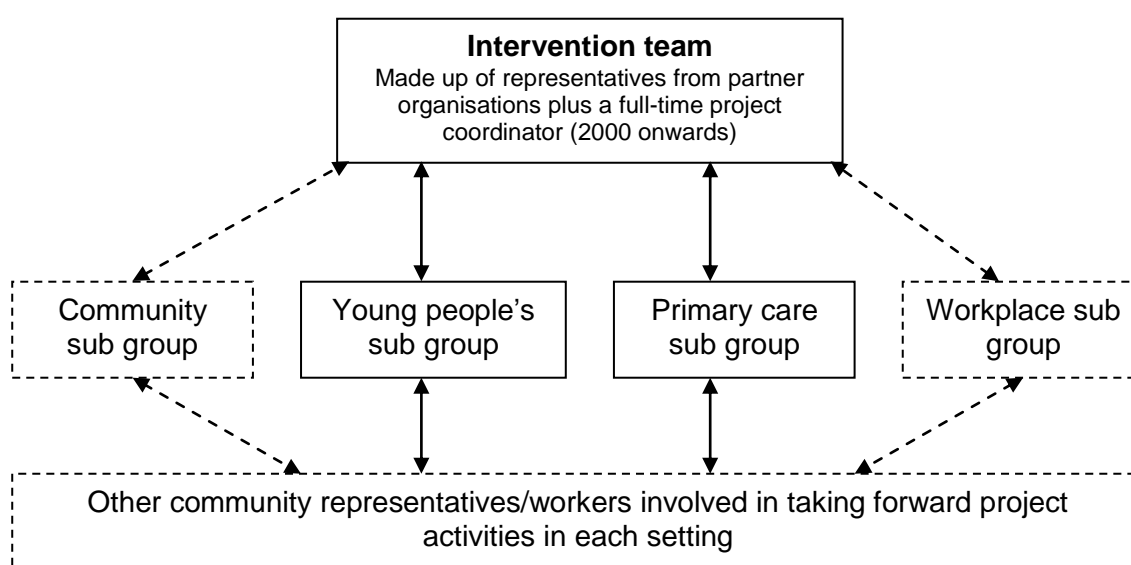 Intervention team
Made up of representatives from partner
organisations plus a full-time project
coordinator (2000 onwards)
Community
sub group
Young people’s
sub group
Primary care
sub group
Workplace sub
group
Other community representatives/workers involved in taking forward project
activities in each setting